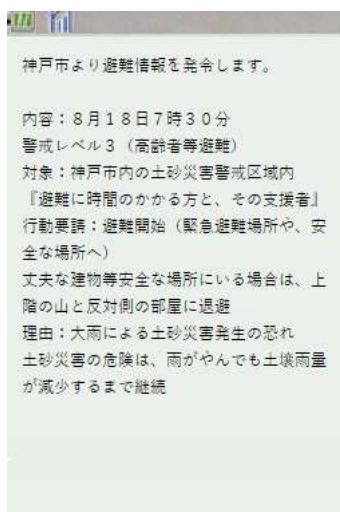 神戸市より避難情報を発令します。
内容：８月１８日７時３０分
警戒レベル３（高齢者等避難）
対象：神戸市内の土砂災害警戒区域内
『避難に時間のかかる方と、その支援者』
行動要請：避難開始（緊急避難場所や、安
全な場所へ）
丈夫な建物等安全な場所にいる場合は、上
階の山と反対側の部屋に退避
理由：大雨による土砂災害発生の恐れ
土砂災害の危険は、雨がやんでも土壌雨量
が減少するまで継続